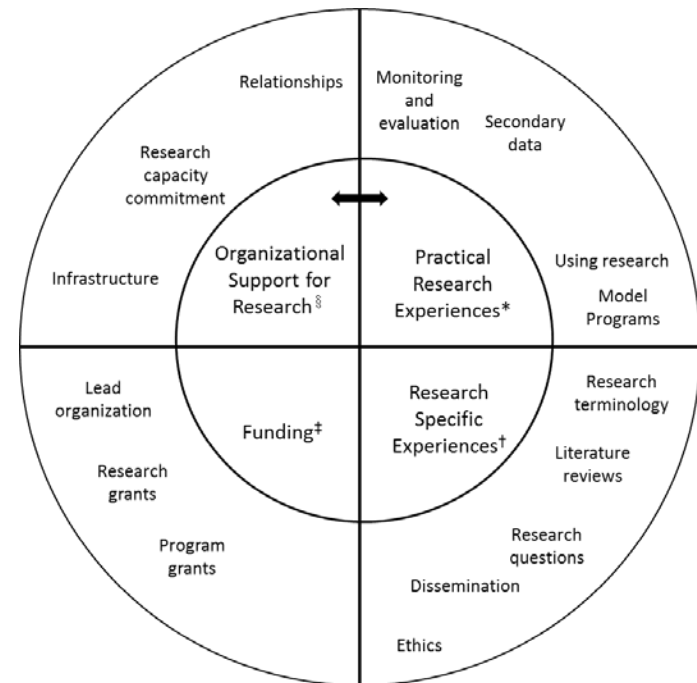 Relationships
Research
capacity
commitment
Infrastructure
Organizational
Support for
Research§
Monitoring
and
evaluation
Secondary
data
Using research
Model
Programs
Practical
Research
Experiences*
Lead
organization
Research
grants
Program
grants
Funding‡
Research
Specific
Experiences†
Research
terminology
Literature
reviews
Research
questions
Dissemination
Ethics